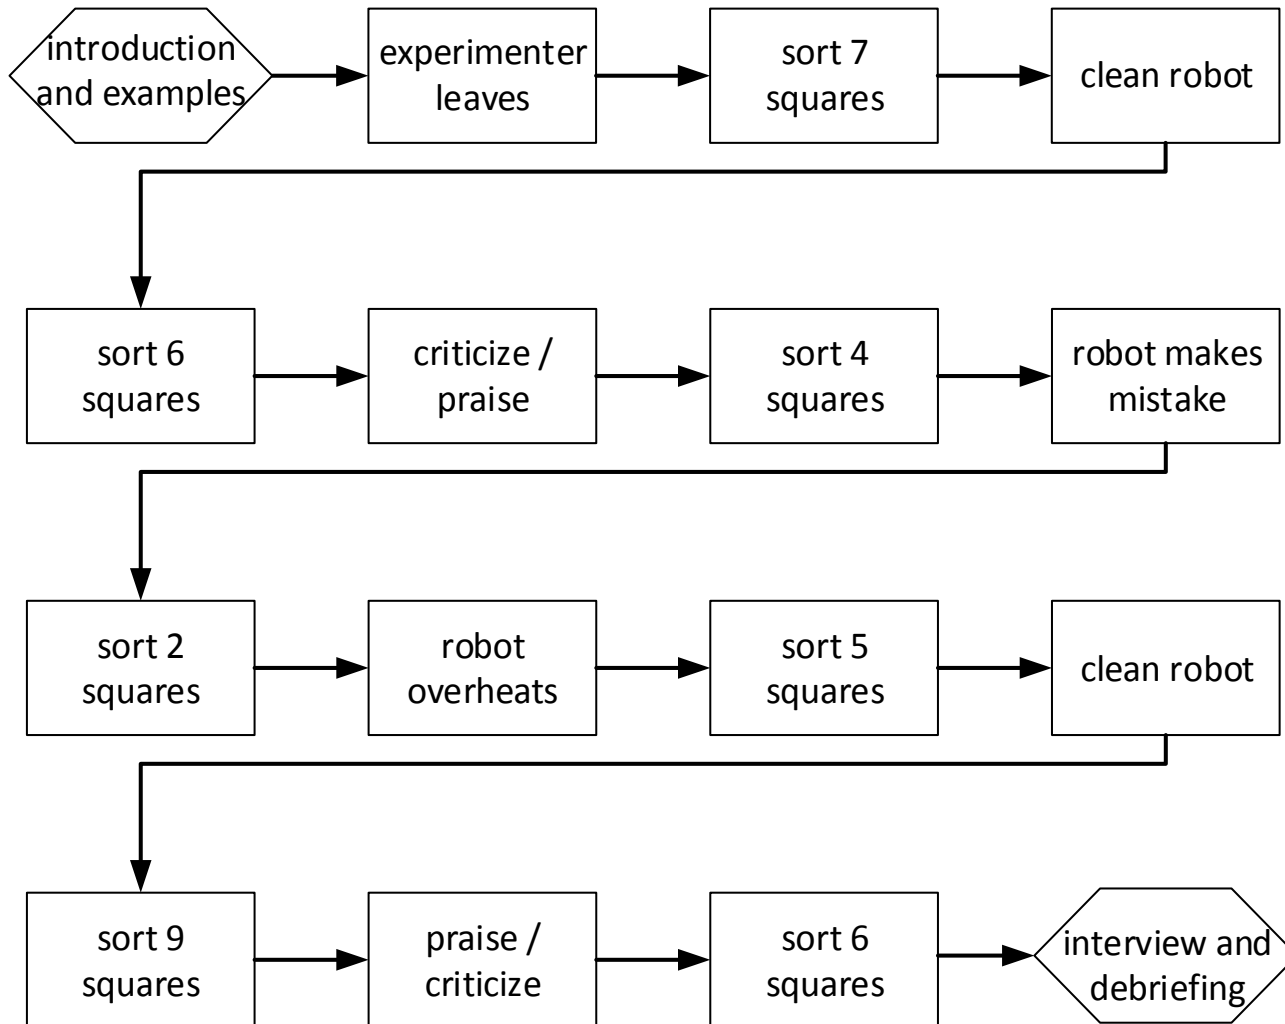 introduction
and examples
experimenter
leaves
sort 7
squares
clean robot
sort 6
squares
criticize /
praise
sort 4
squares
robot makes
mistake
sort 2
squares
robot
overheats
sort 5
squares
clean robot
sort 9
squares
praise /
criticize
sort 6
squares
interview and
debriefing